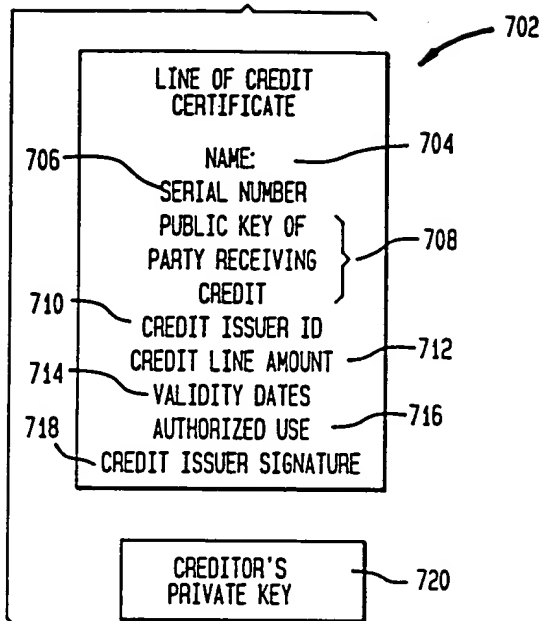 702
LINE OF CREDIT
CERTIFICATE
NAME: 704
706 SERIAL NUMBER
PUBLIC KEY OF
PARTY RECEIVING 708
CREDIT
710 CREDIT ISSUER ID
CREDIT LINE AMOUNT 712
714 VALIDITY DATES
AUTHORIZED USE 716
718 CREDIT ISSUER SIGNATURE
CREDITOR'S
PRIVATE KEY 720